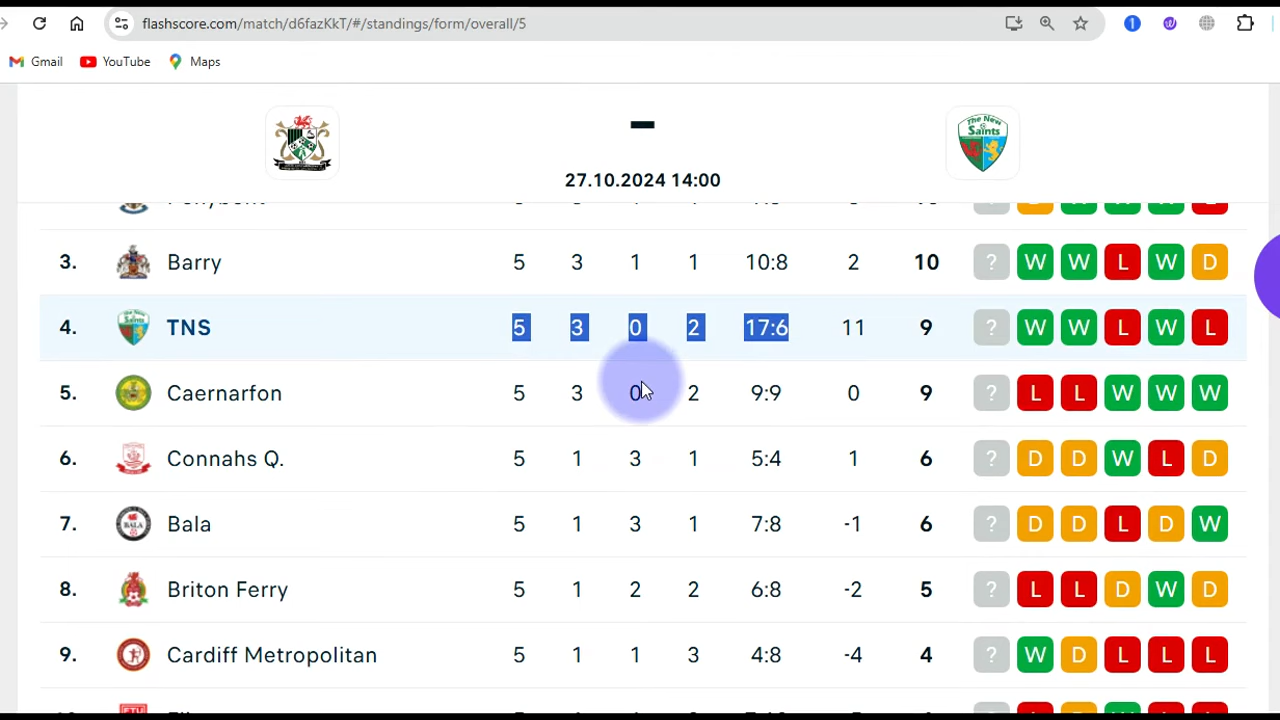 flashscore.com/match/d6fazKkT/#/standings/form/overall/5
1
Gmail YouTube Maps
The New Saints
27.10.2024 14:00
3. Barry 5 3 1 1 10:8 2 10 ? W W L W D
4. TNS 5 3 0 2 17:6 11 9 ? W W L W L
5. Caernarfon 5 3 0 2 9:9 0 9 ? L L W W W
6. Connahs Q. 5 1 3 1 5:4 1 6 ? D D W L D
7. Bala 5 1 3 1 7:8 -1 6 ? D D L D W
8. Briton Ferry 5 1 2 2 6:8 -2 5 ? L L D W D
9. Cardiff Metropolitan 5 1 1 3 4:8 -4 4 ? W D L L L